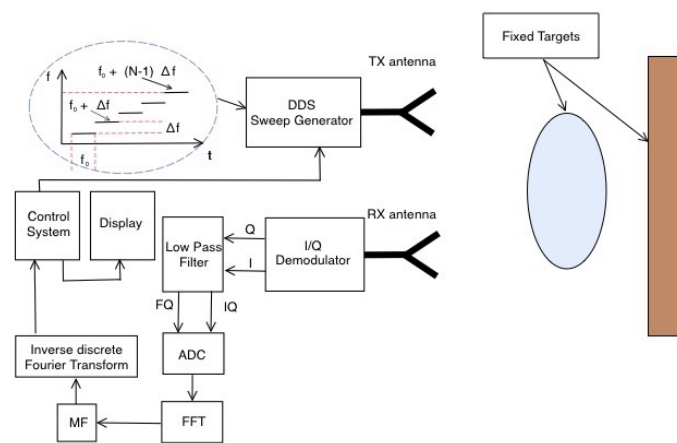 Fixed Targets
TX antenna
f
f₀ + (N-1) Δf
f₀ + Δf
Δf
t
f₀
DDS
Sweep Generator
Control
System
Display
RX antenna
Low Pass
Filter
Q
I
I/Q
Demodulator
FQ
IQ
Inverse discrete
Fourier Transform
ADC
MF
FFT